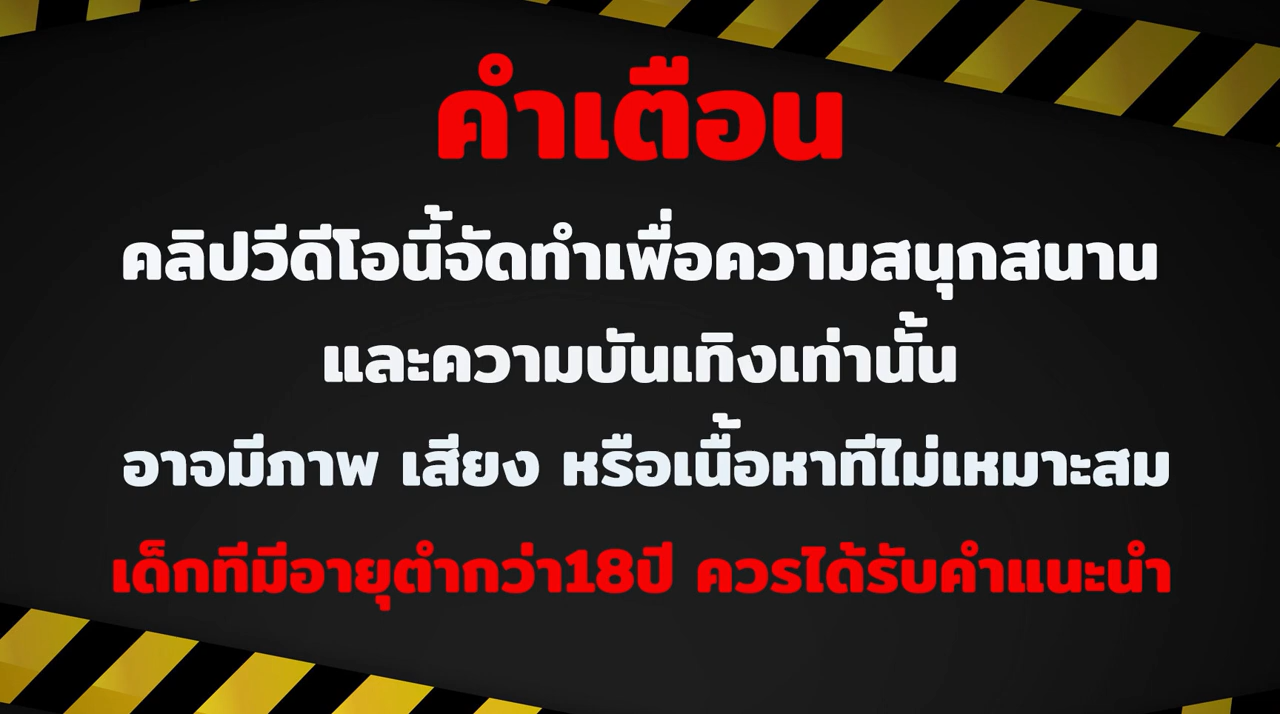 คำเตือน
คลิปวีดีโอนี้จัดทำเพื่อความสนุกสนาน
และความบันเทิงเท่านั้น
อาจมีภาพ เสียง หรือเนื้อหาทีไม่เหมาะสม
เด็กทีมีอายุตำกว่า18ปี ควรได้รับคำแนะนำ